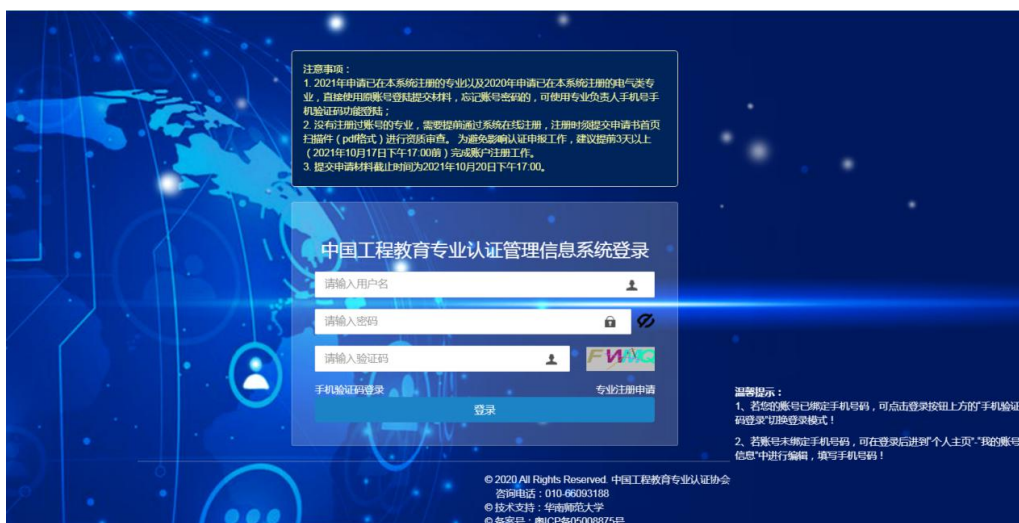 注意事项：
1. 2021年申请已在本系统注册的专业以及2020年申请已在本系统注册的电气类专
业，直接使用原账号登陆提交材料，忘记账号密码的，可使用专业负责人手机号手
机验证码功能登陆；
2. 没有注册过账号的专业，需要提前通过系统在线注册，注册时须提交申请书首页
扫描件（pdf格式）进行资质审查。 为避免影响认证申报工作，建议提前3天以上
（2021年10月17日下午17:00前）完成账户注册工作。
3. 提交申请材料截止时间为2021年10月20日下午17:00。
中国工程教育专业认证管理信息系统登录
请输入用户名
请输入密码
请输入验证码
手机验证码登录 专业注册申请
登录
温馨提示：
1、若您的账号已绑定手机号码，可点击登录按钮上方的“手机验证
码登录”切换登录模式！
2、若账号未绑定手机号码，可在登录后进到“个人主页”-“我的账号
信息”中进行编辑，填写手机号码！
© 2020 All Rights Reserved. 中国工程教育专业认证协会
咨询电话：010-66093188
©技术支持：华南师范大学
©备案号：粤ICP备05008875号